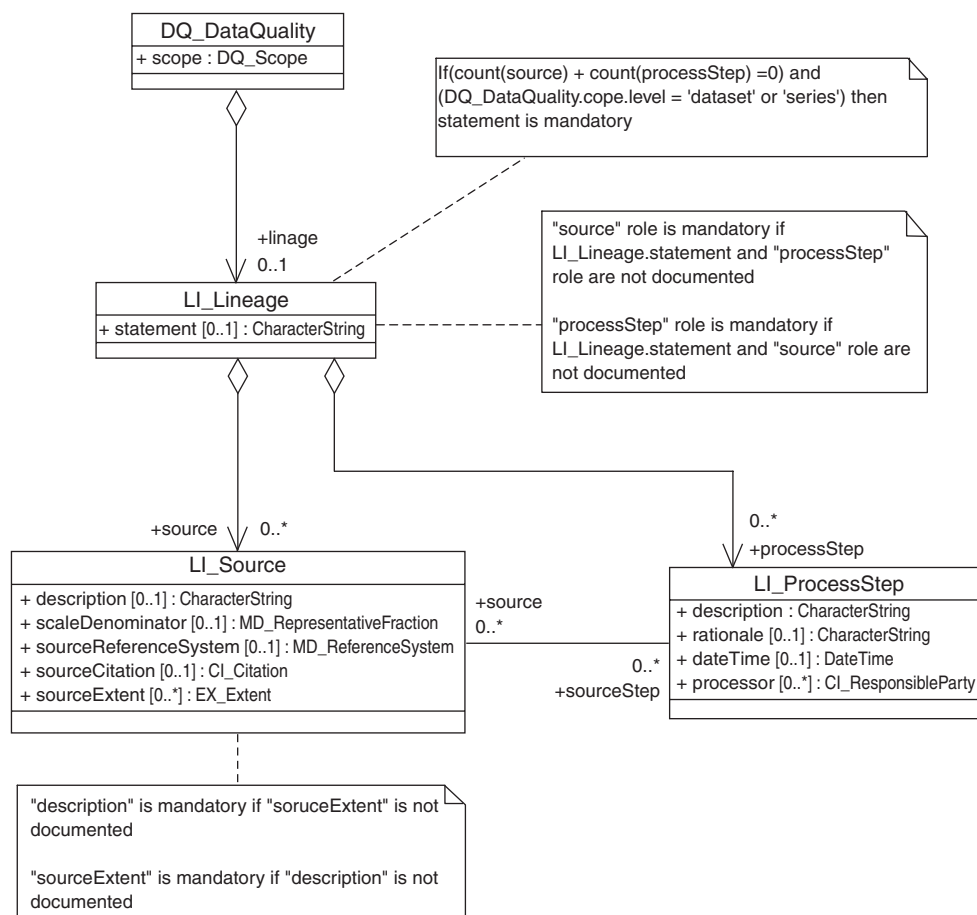 DQ_DataQuality
+ scope : DQ_Scope
If(count(source) + count(processStep) =0) and
(DQ_DataQuality.cope.level = 'dataset' or 'series') then
statement is mandatory
+linage
0..1
"source" role is mandatory if
LI_Lineage.statement and "processStep"
role are not documented
"processStep" role is mandatory if
LI_Lineage.statement and "source" role are
not documented
LI_Lineage
+ statement [0..1] : CharacterString
+source
0..*
0..*
+processStep
LI_Source
+ description [0..1] : CharacterString
+ scaleDenominator [0..1] : MD_RepresentativeFraction
+ sourceReferenceSystem [0..1] : MD_ReferenceSystem
+ sourceCitation [0..1] : CI_Citation
+ sourceExtent [0..*] : EX_Extent
+source
0..*
0..*
+sourceStep
LI_ProcessStep
+ description : CharacterString
+ rationale [0..1] : CharacterString
+ dateTime [0..1] : DateTime
+ processor [0..*] : CI_ResponsibleParty
"description" is mandatory if "soruceExtent" is not
documented
"sourceExtent" is mandatory if "description" is not
documented